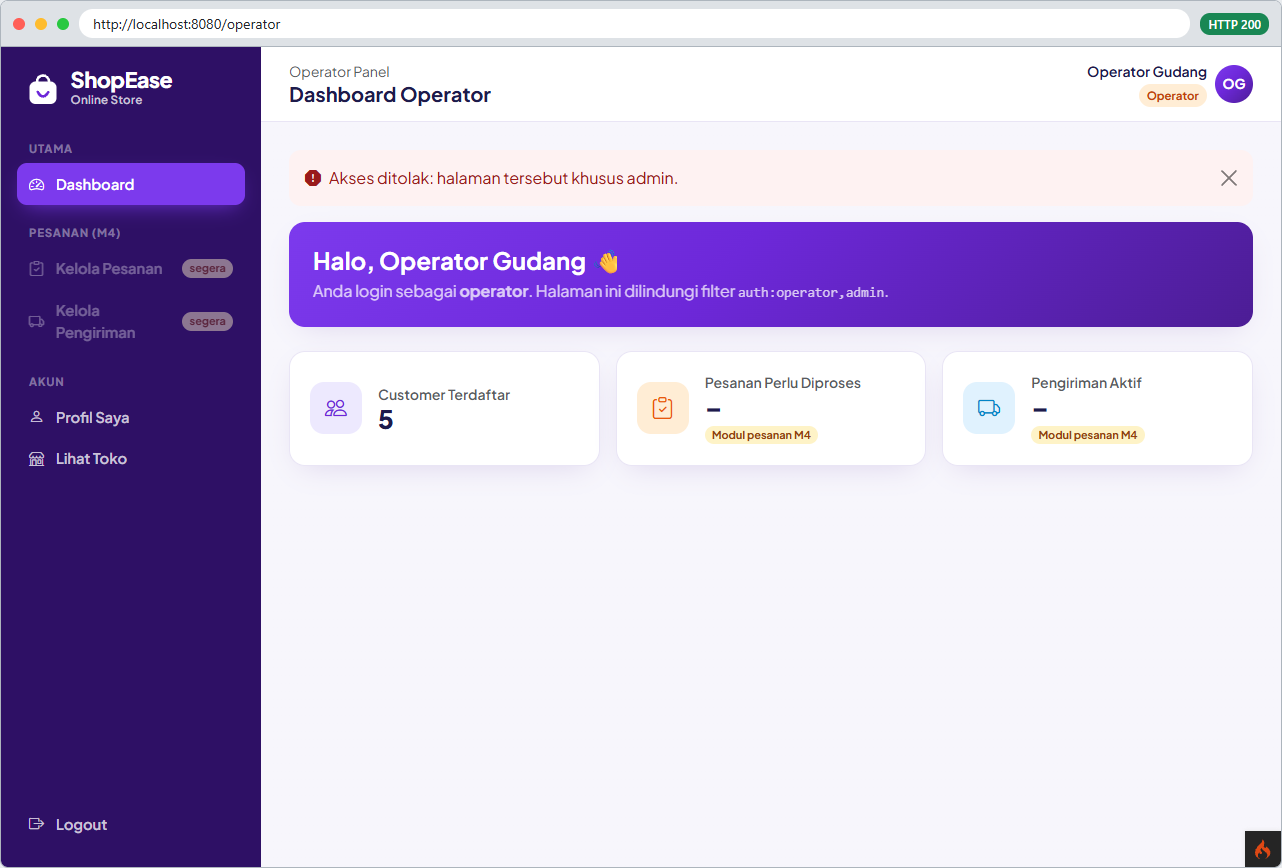 http://localhost:8080/operator
HTTP 200
ShopEase
Online Store
UTAMA
Dashboard
PESANAN (M4)
Kelola Pesanan
segera
Kelola
Pengiriman
segera
AKUN
Profil Saya
Lihat Toko
Logout
Operator Panel
Dashboard Operator
Operator Gudang
Operator
OG
Akses ditolak: halaman tersebut khusus admin.
Halo, Operator Gudang 👋
Anda login sebagai operator. Halaman ini dilindungi filter auth:operator,admin.
Customer Terdaftar
5
Pesanan Perlu Diproses
–
Modul pesanan M4
Pengiriman Aktif
–
Modul pesanan M4